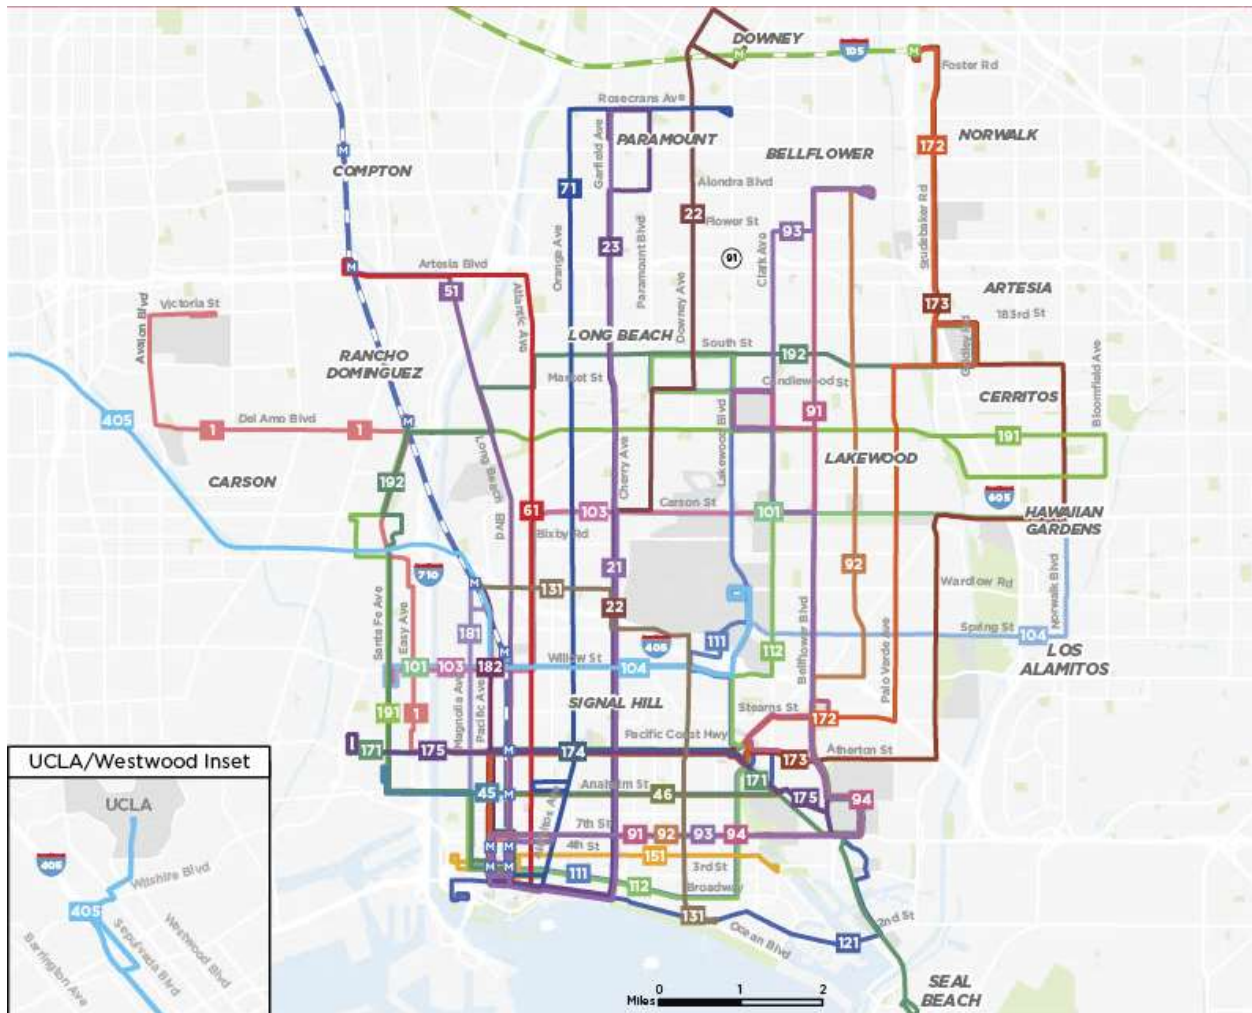 DOWNEY
M
105
M
Foster Rd
Rosecrans Ave
PARAMOUNT
NORWALK
172
M
COMPTON
Garfield Ave
BELLFLOWER
71
Alondra Blvd
22
Flower St
Studebaker Rd
93
Orange Ave
23
Paramount Blvd
Clark Ave
91
M
Artesia Blvd
51
Atlantic Ave
Downey Ave
ARTESIA
173
183rd St
Victoria St
Avalon Blvd
LONG BEACH
South St
192
Gridley Rd
Bloomfield Ave
RANCHO
DOMINGUEZ
Market St
Candlewood St
CERRITOS
405
Del Amo Blvd
1
1
M
91
191
Lakewood Blvd
LAKEWOOD
Long Beach Blvd
Cherry Ave
CARSON
192
605
Carson St
61
103
101
HAWAIIAN
GARDENS
Bixby Rd
21
92
710
M
131
22
Wardlow Rd
Norwalk Blvd
Santa Fe Ave
Easy Ave
181
405
111
Bellflower Blvd
Palo Verde Ave
Spring St
104
LOS
ALAMITOS
M
112
101
103
182
Willow St
104
Magnolia Ave
Pacific Ave
SIGNAL HILL
Stearns St
191
1
172
Pacific Coast Hwy
171
175
M
174
173
Atherton St
UCLA/Westwood Inset
UCLA
45
M
Anaheim St
46
171
175
94
7th St
91
92
93
94
M
M
4th St
151
3rd St
M
M
111
112
Broadway
131
Ocean Blvd
121
2nd St
405
Wilshire Blvd
405
Sepulveda Blvd
Westwood Blvd
Barrington Ave
SEAL
BEACH
Miles
0
1
2